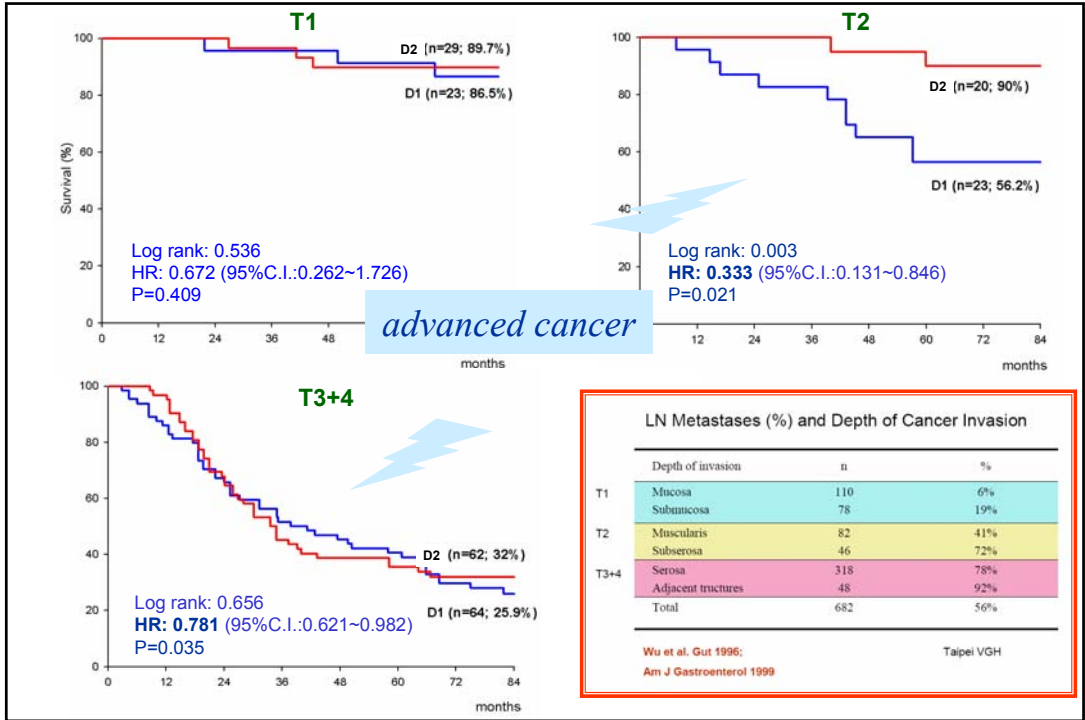 T1
100
80
60
40
20
0
Survival (%)
D2 (n=29; 89.7%)
D1 (n=23; 86.5%)
Log rank: 0.536
HR: 0.672 (95%C.I.:0.262~1.726)
P=0.409
0 12 24 36 48
months
T2
100
80
60
40
20
D2 (n=20; 90%)
D1 (n=23; 56.2%)
Log rank: 0.003
HR: 0.333 (95%C.I.:0.131~0.846)
P=0.021
12 24 36 48 60 72 84
months
advanced cancer
T3+4
100
80
60
40
20
0
D2 (n=62; 32%)
D1 (n=64; 25.9%)
Log rank: 0.656
HR: 0.781 (95%C.I.:0.621~0.982)
P=0.035
0 12 24 36 48 60 72 84
months
LN Metastases (%) and Depth of Cancer Invasion
Depth of invasion n %
T1 Mucosa 110 6%
Submucosa 78 19%
T2 Muscularis 82 41%
Subserosa 46 72%
T3+4 Serosa 318 78%
Adjacent tructures 48 92%
Total 682 56%
Wu et al. Gut 1996; Taipei VGH
Am J Gastroenterol 1999